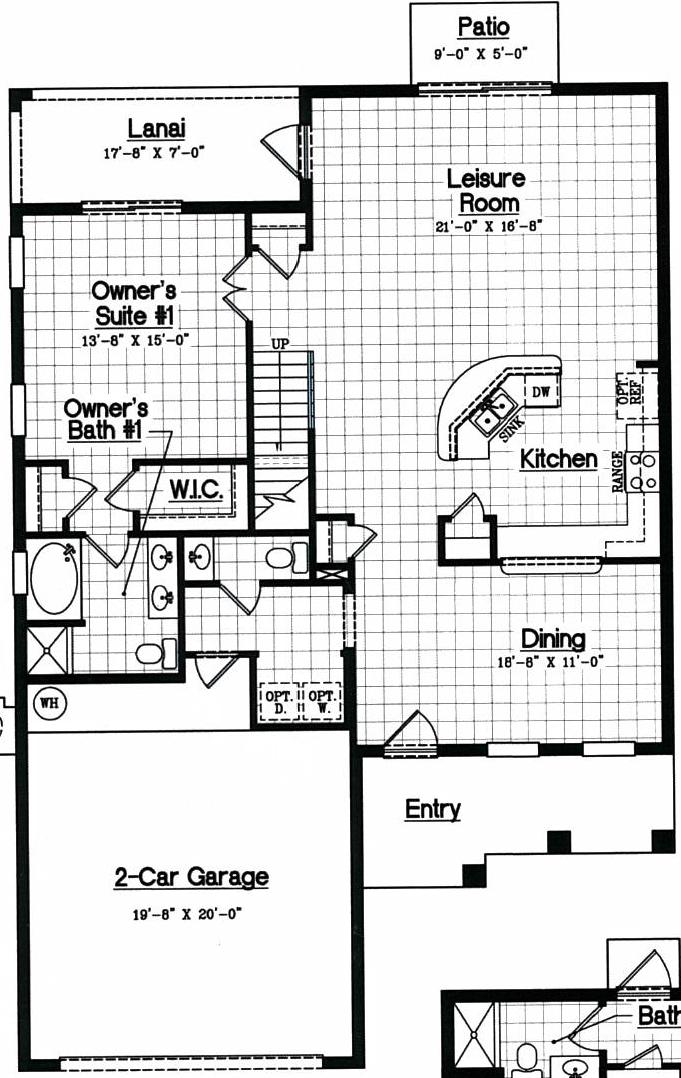 Patio
9'-0" X 5'-0"
Lanai
17'-8" X 7'-0"
Leisure
Room
21'-0" X 16'-8"
Owner's
Suite #1
13'-8" X 15'-0"
UP
Owner's
Bath #1
DW
OPT.
REF
SINK
Kitchen
RANGE
W.I.C.
Dining
18'-8" X 11'-0"
OPT.
D.
OPT.
W.
WH
Entry
2-Car Garage
19'-8" X 20'-0"
Bath